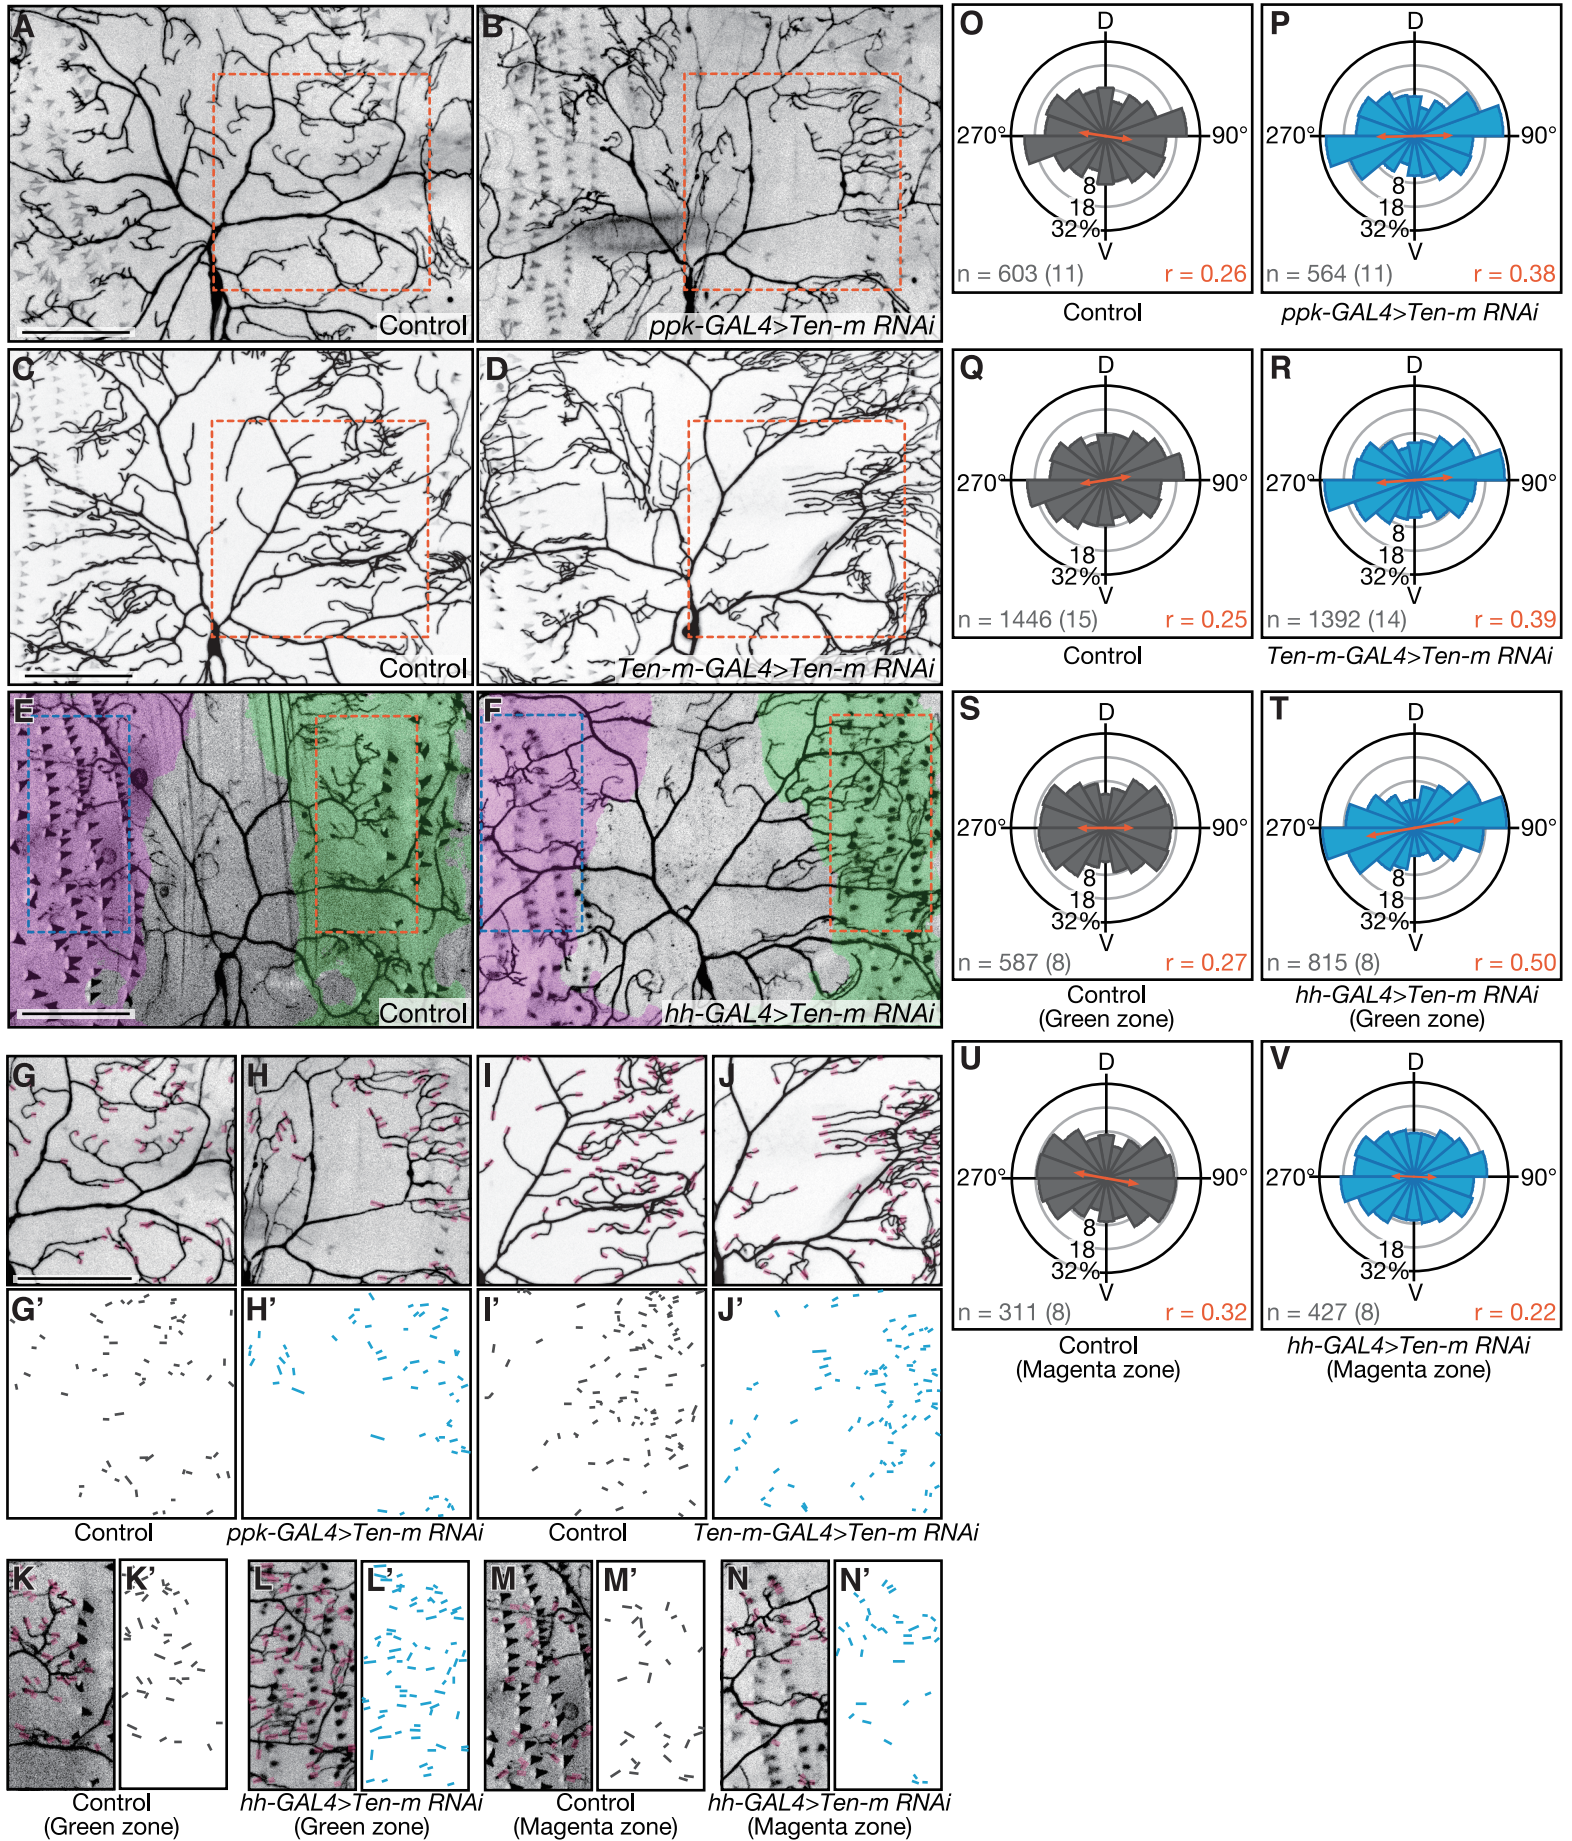 A
Control
B
ppk-GAL4>Ten-m RNAi
C
Control
D
Ten-m-GAL4>Ten-m RNAi
E
Control
F
hh-GAL4>Ten-m RNAi
G
H
I
J
G’
H’
I’
J’
Control
ppk-GAL4>Ten-m RNAi
Control
Ten-m-GAL4>Ten-m RNAi
K
K’
L
L’
M
M’
N
N’
Control
(Green zone)
hh-GAL4>Ten-m RNAi
(Green zone)
Control
(Magenta zone)
hh-GAL4>Ten-m RNAi
(Magenta zone)
O
D
270°
90°
8
18
32%
V
n = 603 (11)
r = 0.26
Control
P
D
270°
90°
8
18
32%
V
n = 564 (11)
r = 0.38
ppk-GAL4>Ten-m RNAi
Q
D
270°
90°
8
18
32%
V
n = 1446 (15)
r = 0.25
Control
R
D
270°
90°
8
18
32%
V
n = 1392 (14)
r = 0.39
Ten-m-GAL4>Ten-m RNAi
S
D
270°
90°
8
18
32%
V
n = 587 (8)
r = 0.27
Control
(Green zone)
T
D
270°
90°
8
18
32%
V
n = 815 (8)
r = 0.50
hh-GAL4>Ten-m RNAi
(Green zone)
U
D
270°
90°
8
18
32%
V
n = 311 (8)
r = 0.32
Control
(Magenta zone)
V
D
270°
90°
18
32%
V
n = 427 (8)
r = 0.22
hh-GAL4>Ten-m RNAi
(Magenta zone)